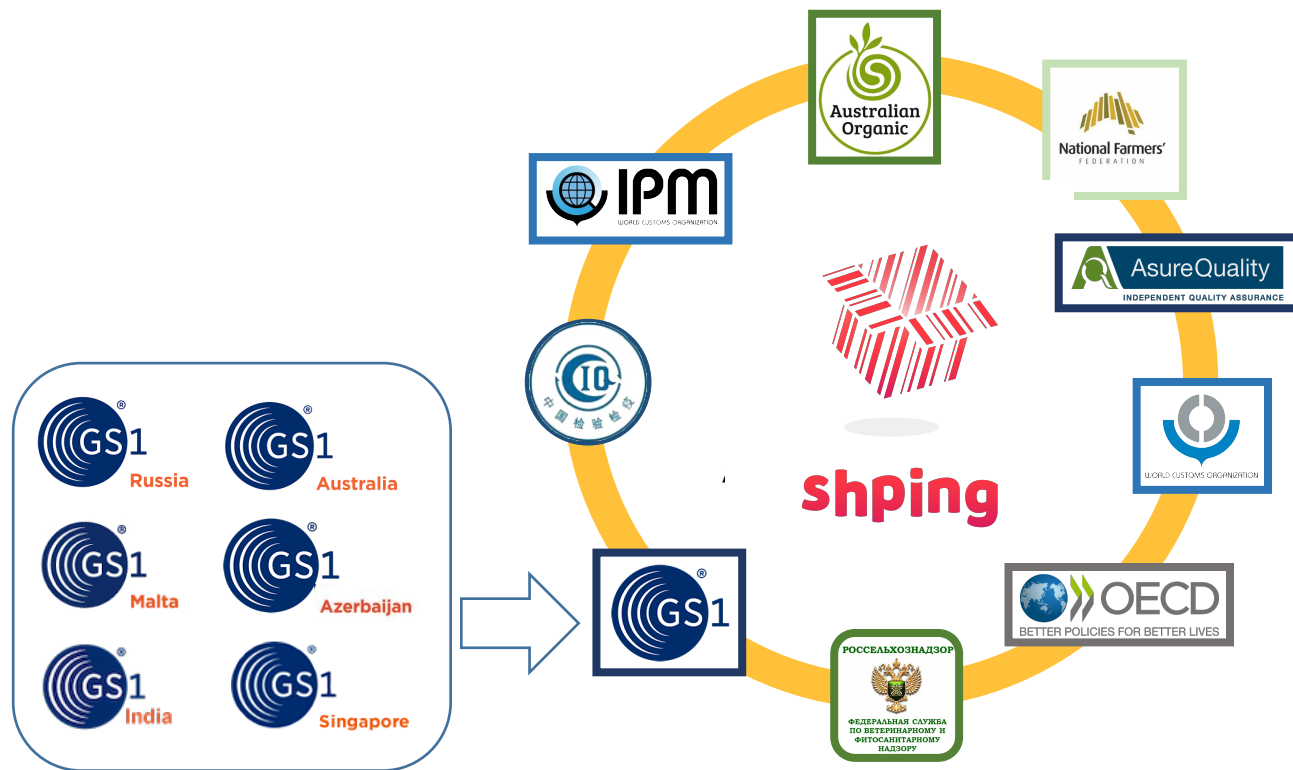 Australian
Organic
National Farmers'
FEDERATION
IPM
WORLD CUSTOMS ORGANIZATION
AsureQuality
INDEPENDENT QUALITY ASSURANCE
CIQ
中国检验检疫
shping
WORLD CUSTOMS ORGANIZATION
GS1
Russia
GS1
Australia
GS1
Malta
GS1
Azerbaijan
GS1
India
GS1
Singapore
GS1
OECD
BETTER POLICIES FOR BETTER LIVES
РОССЕЛЬХОЗНАДЗОР
ФЕДЕРАЛЬНАЯ СЛУЖБА
ПО ВЕТЕРИНАРНОМУ И
ФИТОСАНИТАРНОМУ
НАДЗОРУ